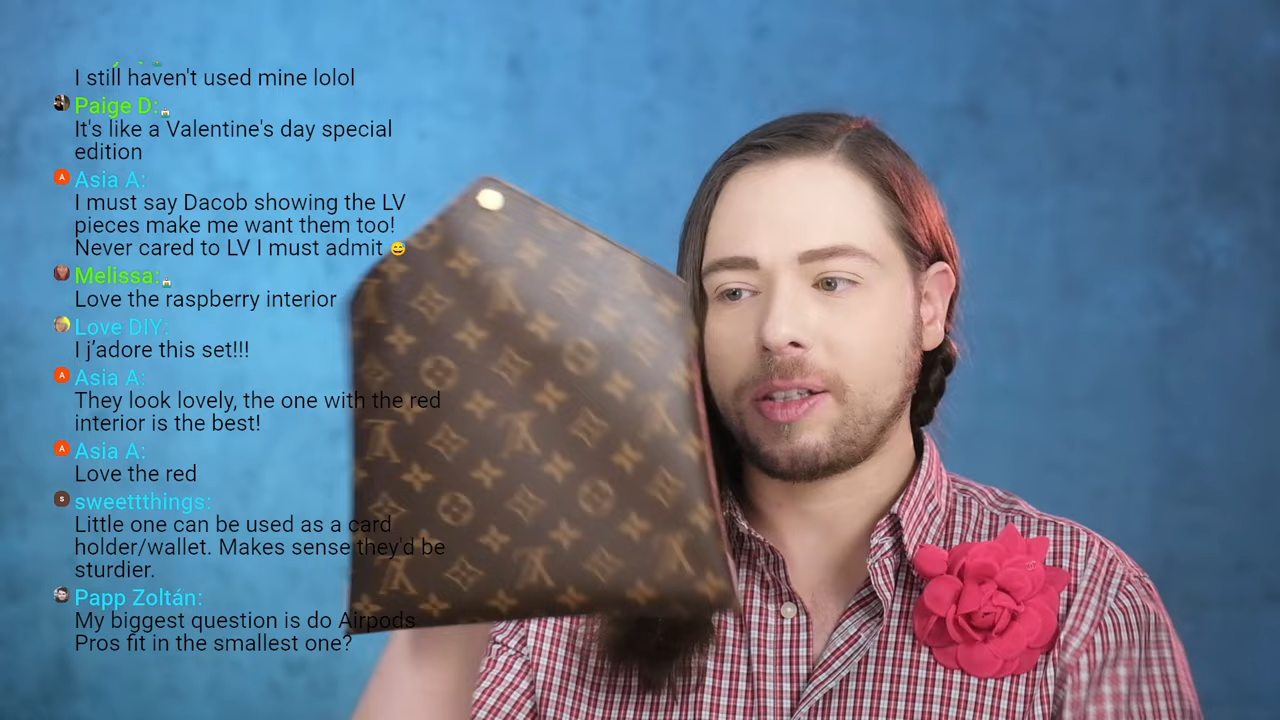 I still haven't used mine lolol
Paige D:
It's like a Valentine's day special
edition
A Asia A:
I must say Dacob showing the LV
pieces make me want them too!
Never cared to LV I must admit 😅
Melissa:
Love the raspberry interior
Love DIY:
I j’adore this set!!!
A Asia A:
They look lovely, the one with the red
interior is the best!
A Asia A:
Love the red
s sweettthings:
Little one can be used as a card
holder/wallet. Makes sense they'd be
sturdier.
Papp Zoltán:
My biggest question is do Airpods
Pros fit in the smallest one?